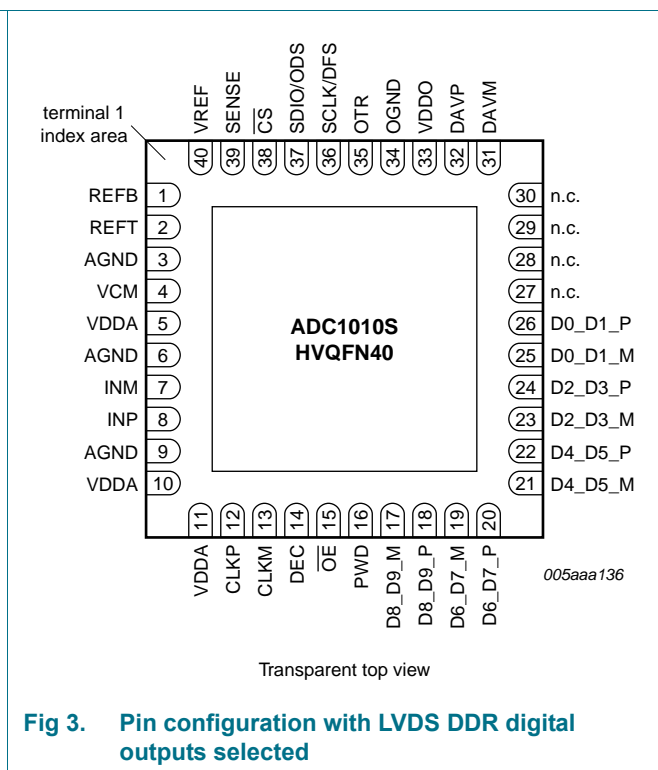 VREF
SENSE
C̅S̅
SDIO/ODS
SCLK/DFS
OTR
OGND
VDDO
DAVP
DAVM
terminal 1
index area
40
39
38
37
36
35
34
33
32
31
REFB 1
REFT 2
AGND 3
VCM 4
VDDA 5
AGND 6
INM 7
INP 8
AGND 9
VDDA 10
ADC1010S
HVQFN40
30 n.c.
29 n.c.
28 n.c.
27 n.c.
26 D0_D1_P
25 D0_D1_M
24 D2_D3_P
23 D2_D3_M
22 D4_D5_P
21 D4_D5_M
11
12
13
14
15
16
17
18
19
20
VDDA
CLKP
CLKM
DEC
O̅E̅
PWD
D8_D9_M
D8_D9_P
D6_D7_M
D6_D7_P
005aaa136
Transparent top view
Fig 3. Pin configuration with LVDS DDR digital
outputs selected